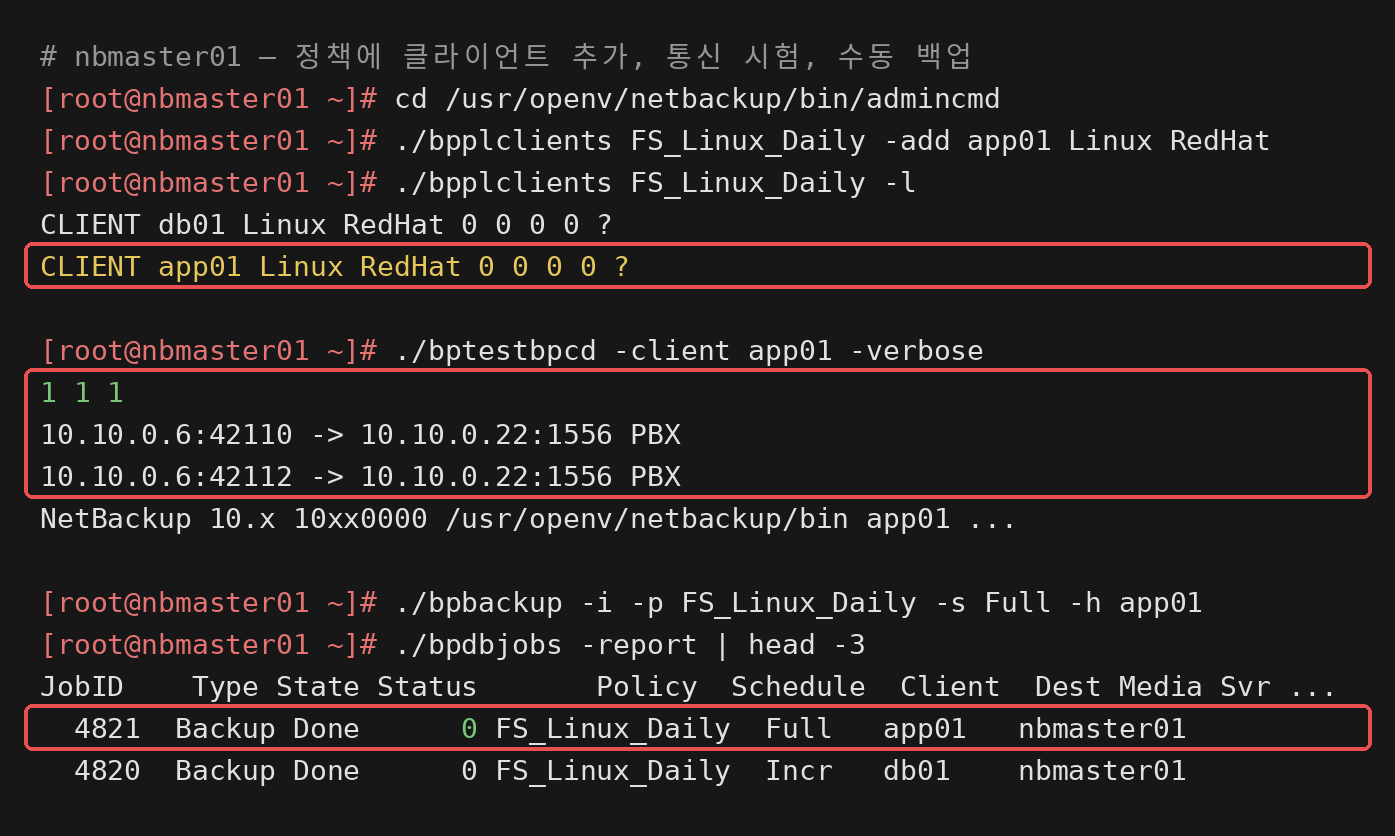 # nbmaster01 — 정책에 클라이언트 추가, 통신 시험, 수동 백업
[root@nbmaster01 ~]# cd /usr/openv/netbackup/bin/admincmd
[root@nbmaster01 ~]# ./bpplclients FS_Linux_Daily -add app01 Linux RedHat
[root@nbmaster01 ~]# ./bpplclients FS_Linux_Daily -l
CLIENT db01 Linux RedHat 0 0 0 0 ?
CLIENT app01 Linux RedHat 0 0 0 0 ?
[root@nbmaster01 ~]# ./bptestbpcd -client app01 -verbose
1 1 1
10.10.0.6:42110 -> 10.10.0.22:1556 PBX
10.10.0.6:42112 -> 10.10.0.22:1556 PBX
NetBackup 10.x 10xx0000 /usr/openv/netbackup/bin app01 ...
[root@nbmaster01 ~]# ./bpbackup -i -p FS_Linux_Daily -s Full -h app01
[root@nbmaster01 ~]# ./bpdbjobs -report | head -3
JobID    Type State Status       Policy  Schedule  Client  Dest Media Svr ...
  4821  Backup Done      0 FS_Linux_Daily  Full   app01   nbmaster01
  4820  Backup Done      0 FS_Linux_Daily  Incr   db01    nbmaster01